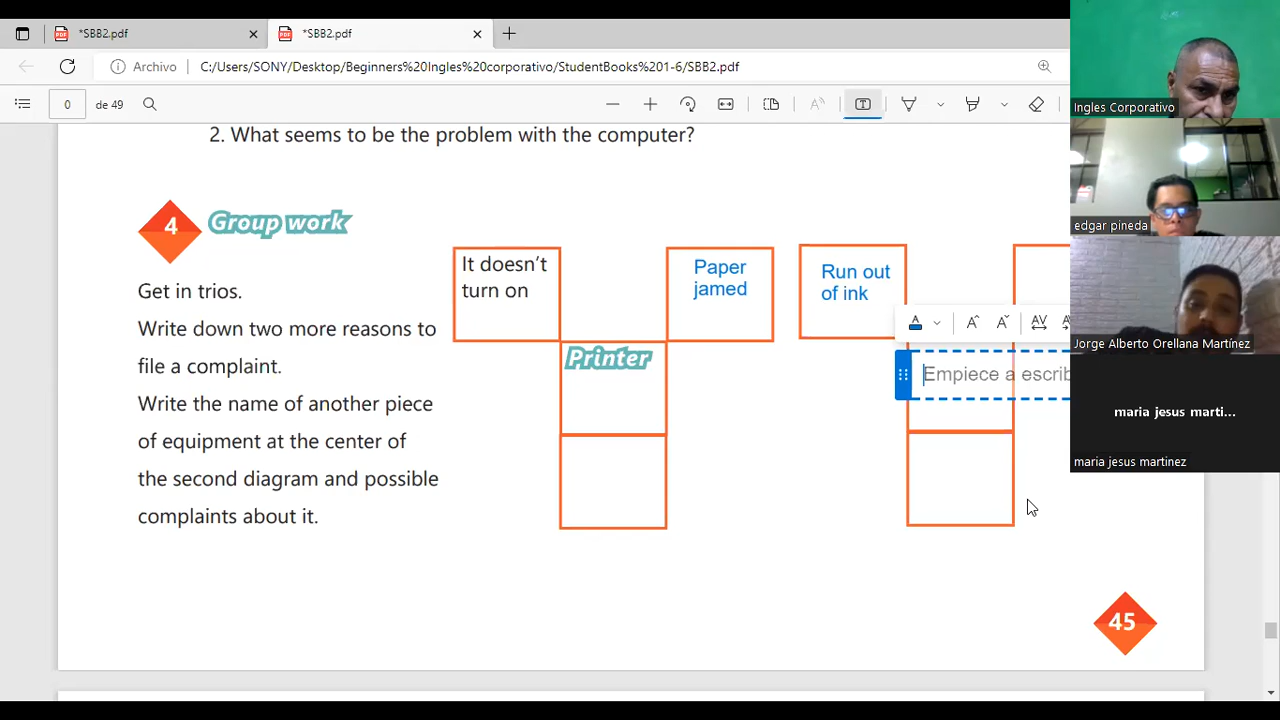 *SBB2.pdf
*SBB2.pdf
0
de 49
Archivo
C:/Users/SONY/Desktop/Beginners%20Ingles%20corporativo/StudentBooks%201-6/SBB2.pdf
2. What seems to be the problem with the computer?
4
Group work
Get in trios.
Write down two more reasons to
file a complaint.
Write the name of another piece
of equipment at the center of
the second diagram and possible
complaints about it.
It doesn't
turn on
Paper
jamed
Printer
Run out
of ink
Empiece a escrib
45
Ingles Corporativo
edgar pineda
Jorge Alberto Orellana Martínez
maria jesus marti...
maria jesus martinez